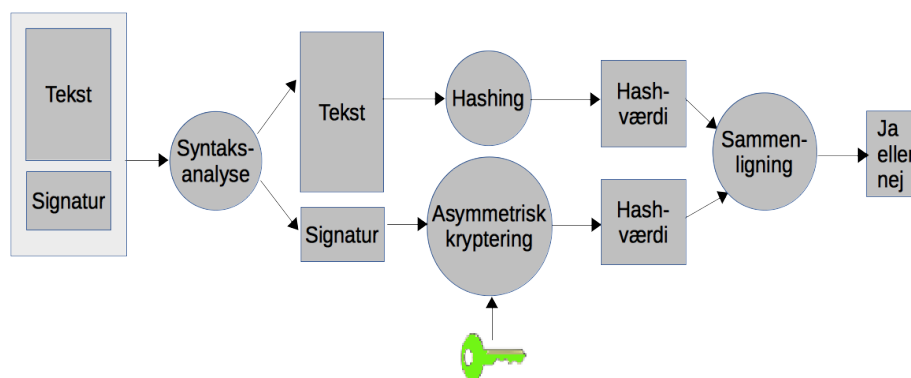 Tekst
Signatur
Syntaks-
analyse
Tekst
Signatur
Hashing
Asymmetrisk
kryptering
Hash-
værdi
Hash-
værdi
Sammen-
ligning
Ja
eller
nej